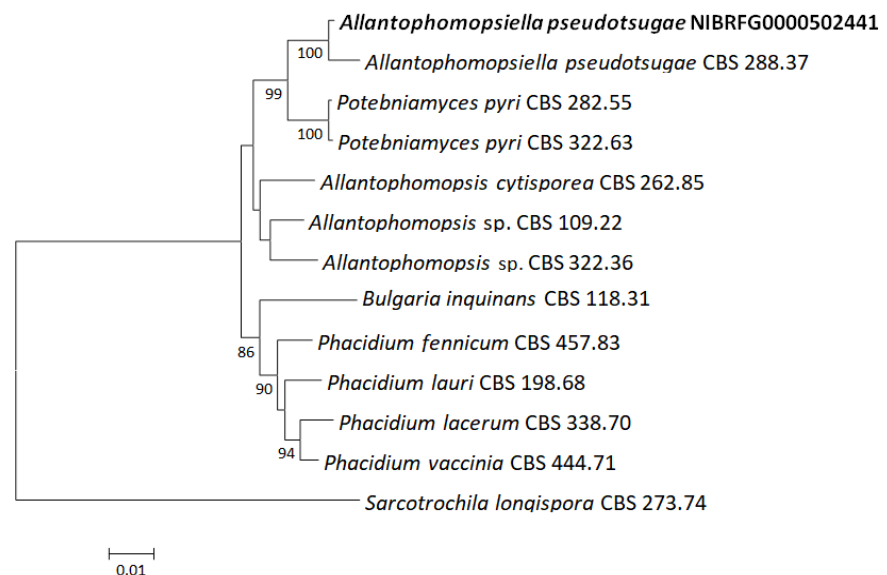 Allantophomopsiella pseudotsugae NIBRFG0000502441
100
Allantophomopsiella pseudotsugae CBS 288.37
99
Potebniamyces pyri CBS 282.55
100
Potebniamyces pyri CBS 322.63
Allantophomopsis cytisporea CBS 262.85
Allantophomopsis sp. CBS 109.22
Allantophomopsis sp. CBS 322.36
Bulgaria inquinans CBS 118.31
Phacidium fennicum CBS 457.83
86
Phacidium lauri CBS 198.68
90
Phacidium lacerum CBS 338.70
94
Phacidium vaccinia CBS 444.71
Sarcotrochila longispora CBS 273.74
0.01